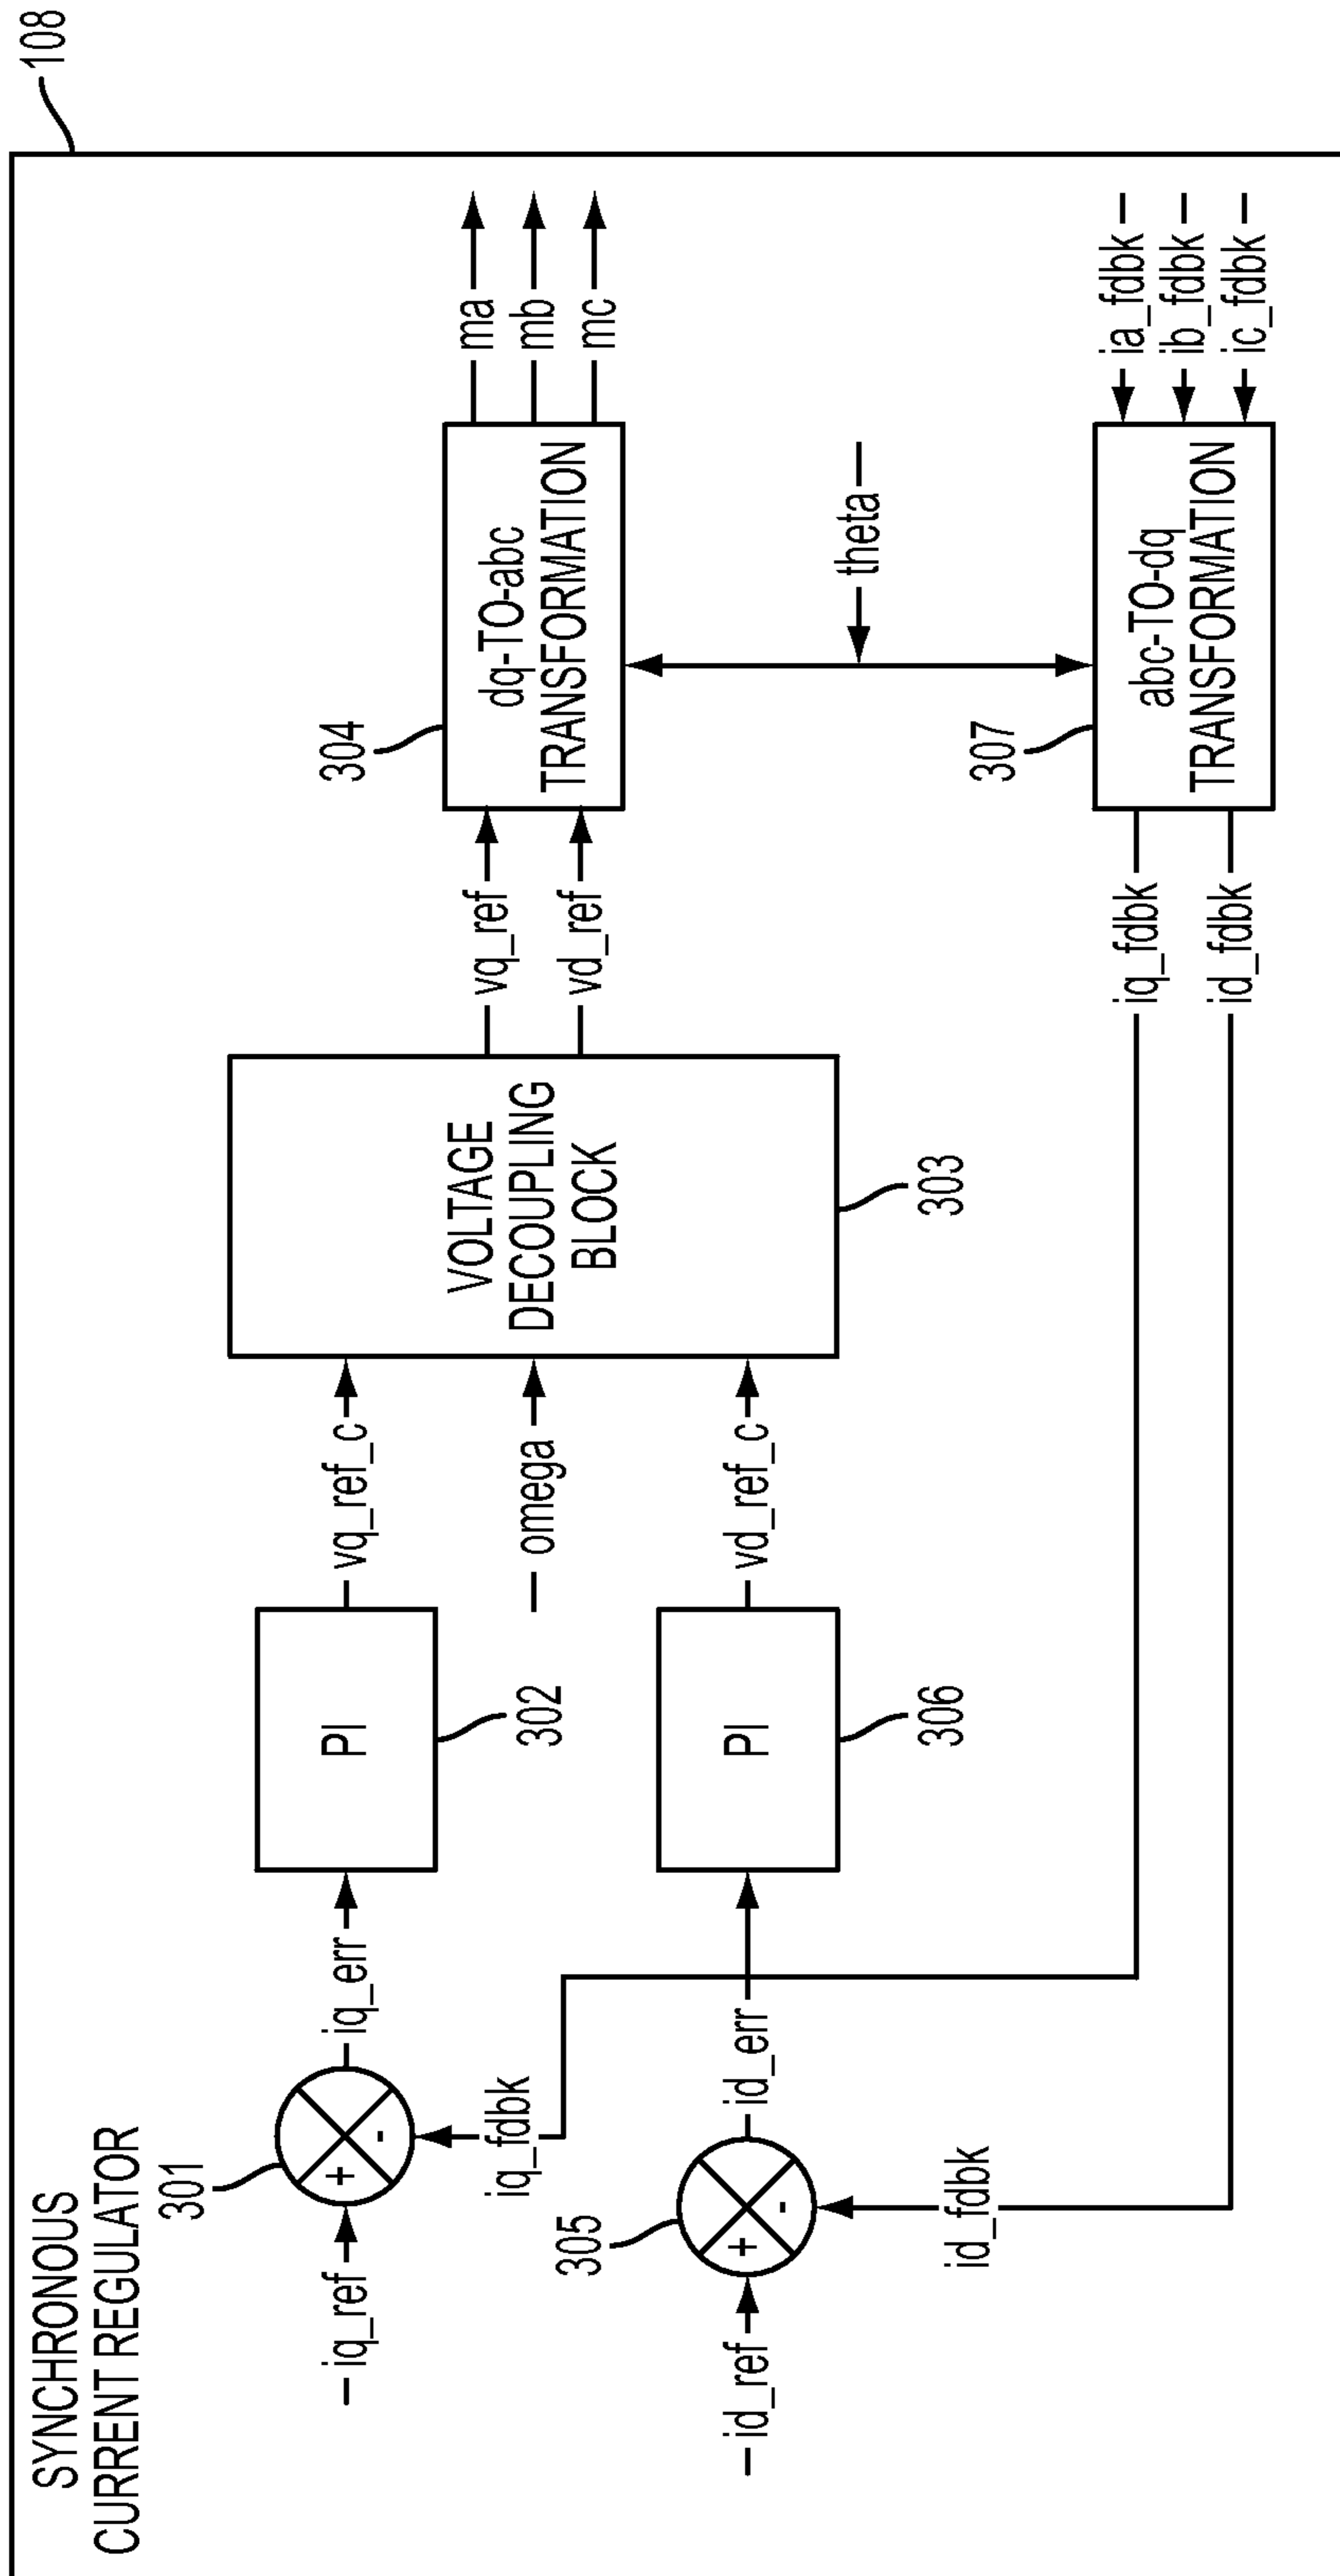 108
SYNCHRONOUS
CURRENT REGULATOR
301
iq_ref
+
-
iq_err
iq_fdbk
PI
302
vq_ref_c
omega
305
id_ref
+
-
id_err
id_fdbk
PI
306
vd_ref_c
VOLTAGE
DECOUPLING
BLOCK
303
vq_ref
vd_ref
304
dq-TO-abc
TRANSFORMATION
ma
mb
mc
theta
307
abc-TO-dq
TRANSFORMATION
ia_fdbk
ib_fdbk
ic_fdbk
iq_fdbk
id_fdbk